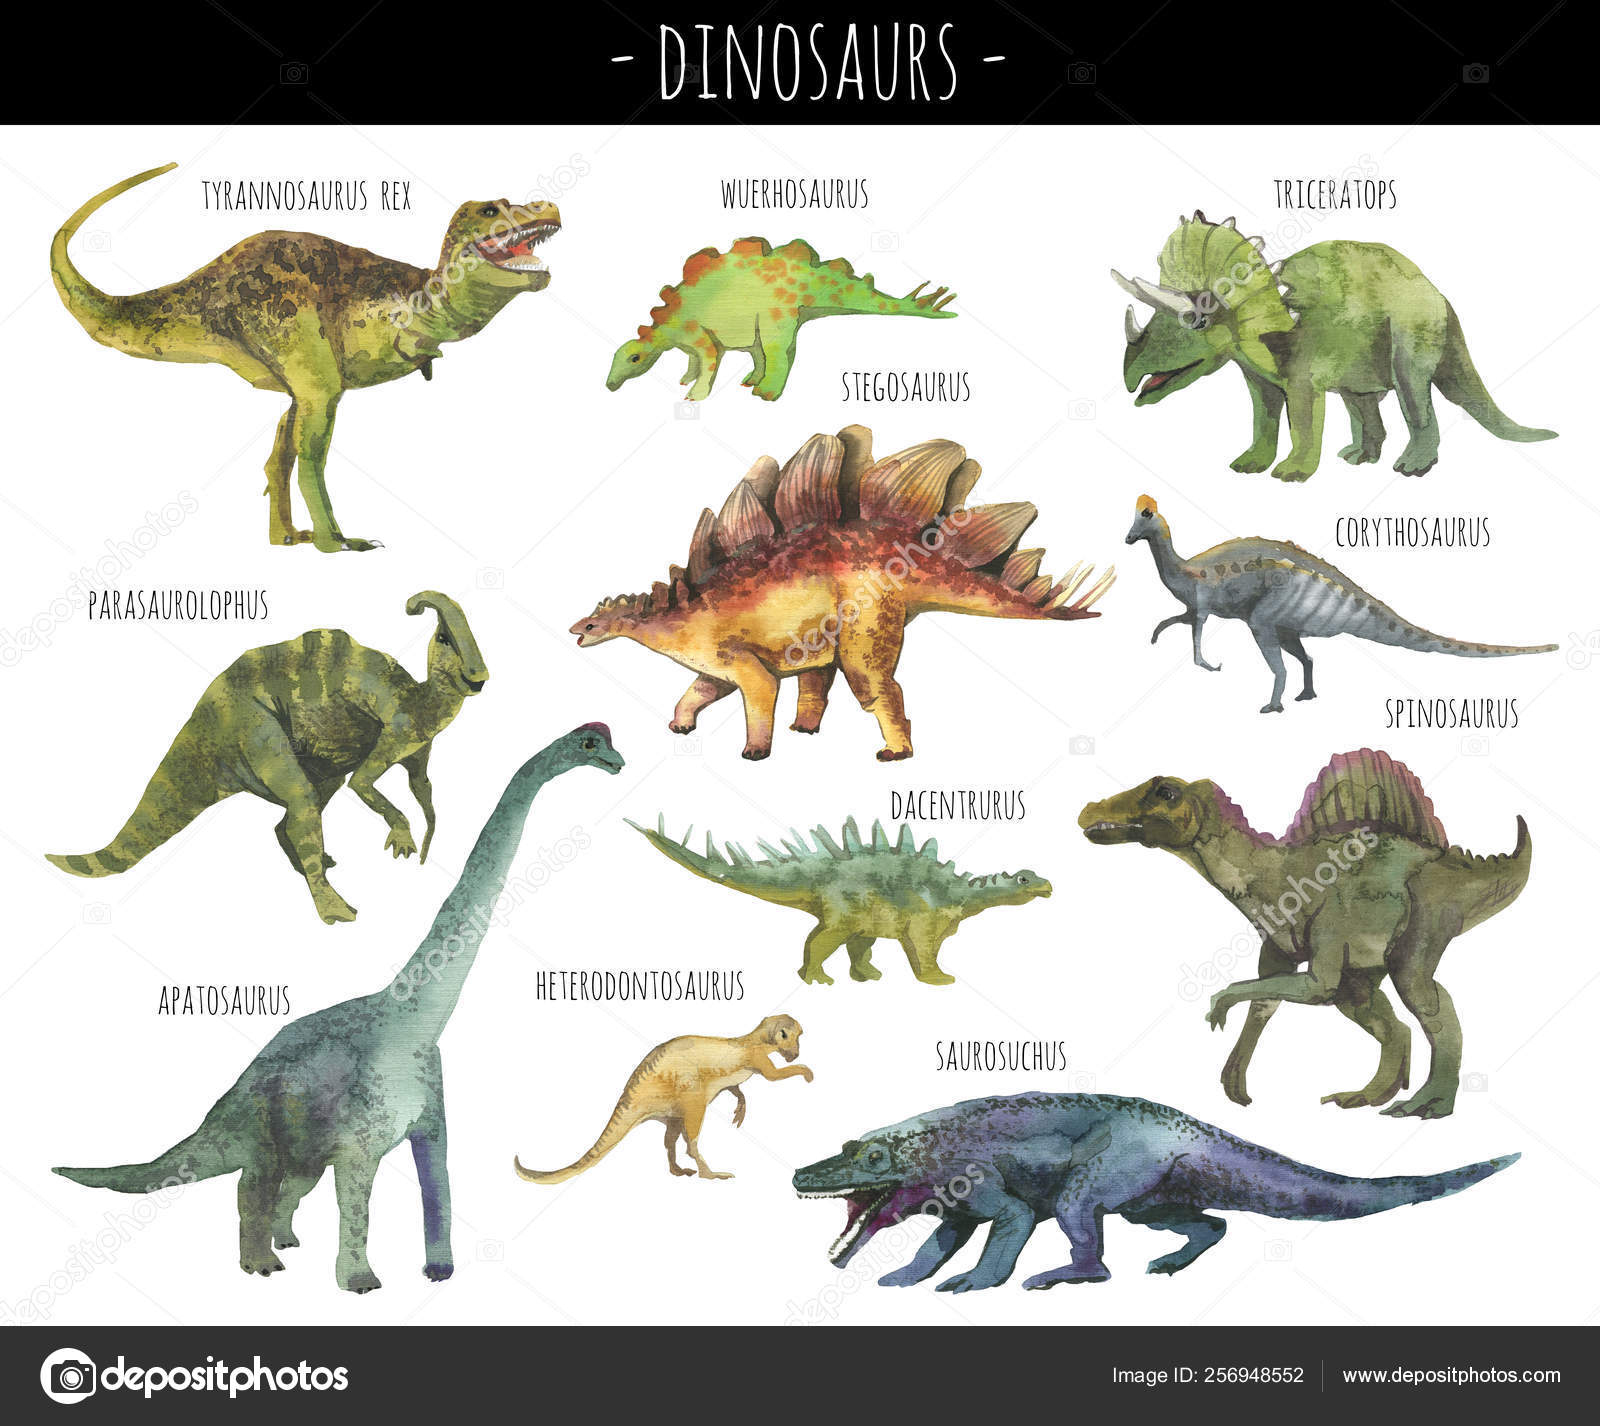 - DINOSAURS -
TYRANNOSAURUS REX
WUERHOSAURUS
TRICERATOPS
STEGOSAURUS
CORYTHOSAURUS
PARASAUROLOPHUS
SPINOSAURUS
DACENTRURUS
APATOSAURUS
HETERODONTOSAURUS
SAUROSUCHUS
depositphotos
Image ID: 256948552
www.depositphotos.com